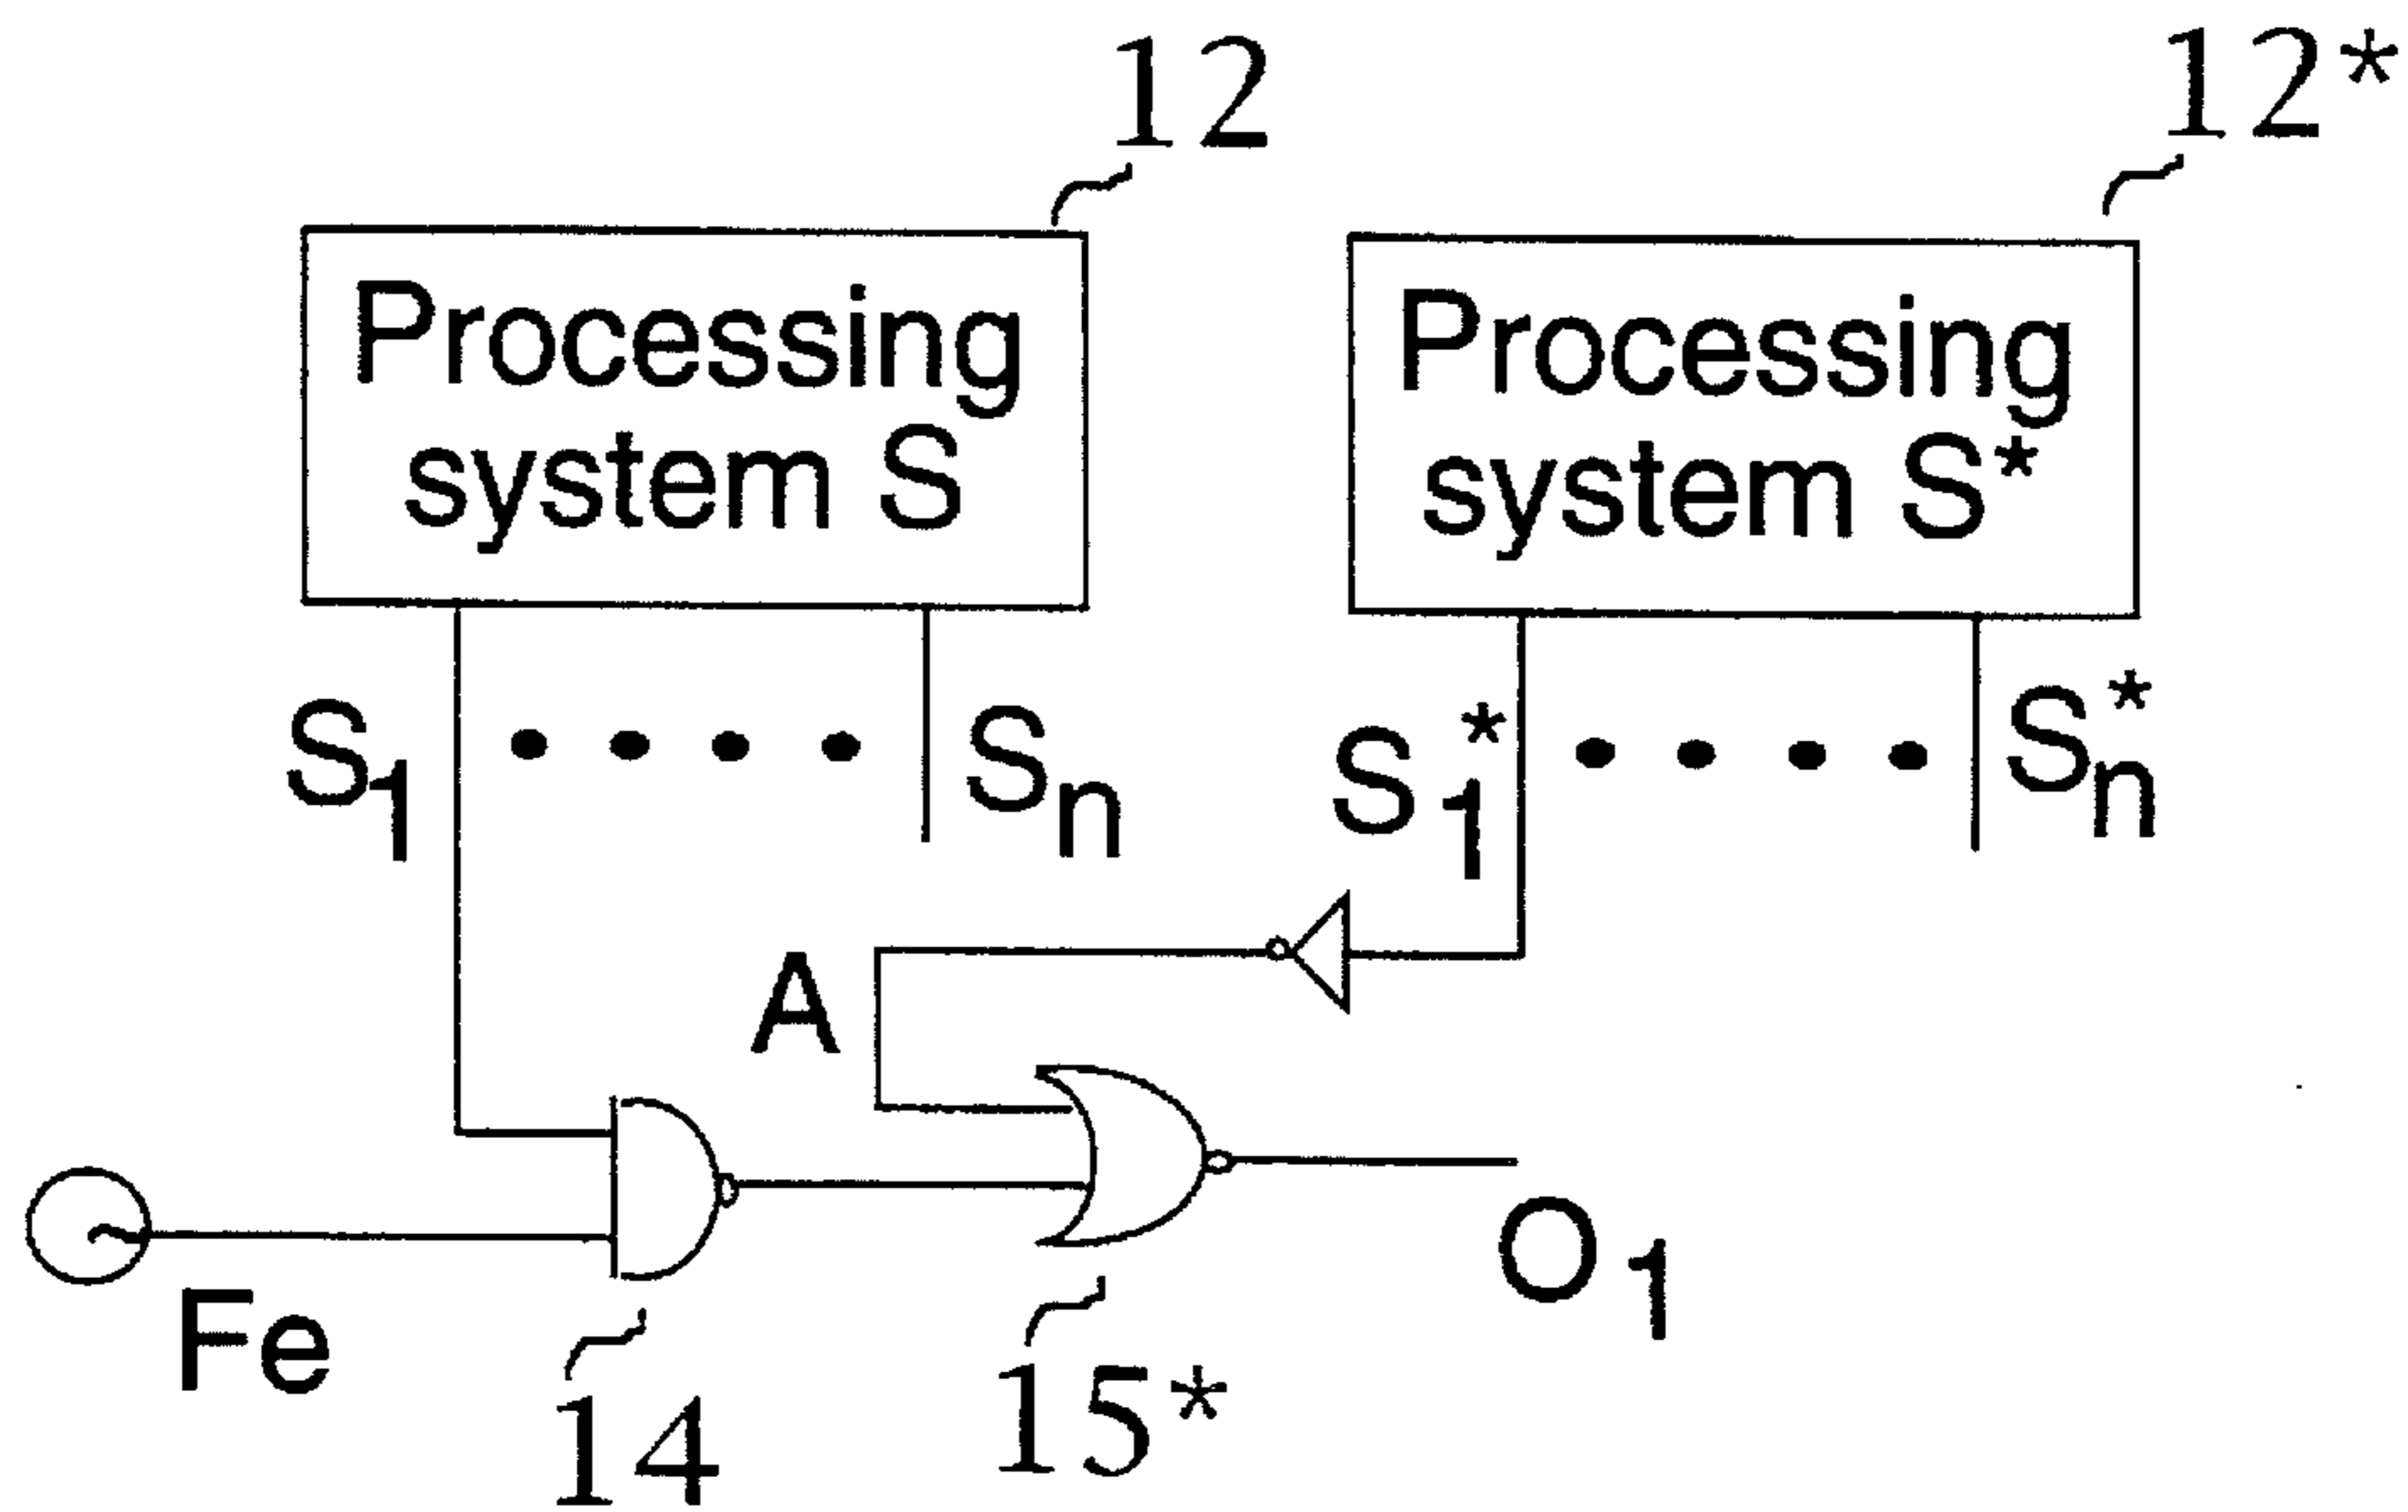 12
12*
Processing
system S
Processing
system S*
S1
Sn
S1*
Sn*
A
Fe
O1
14
15*